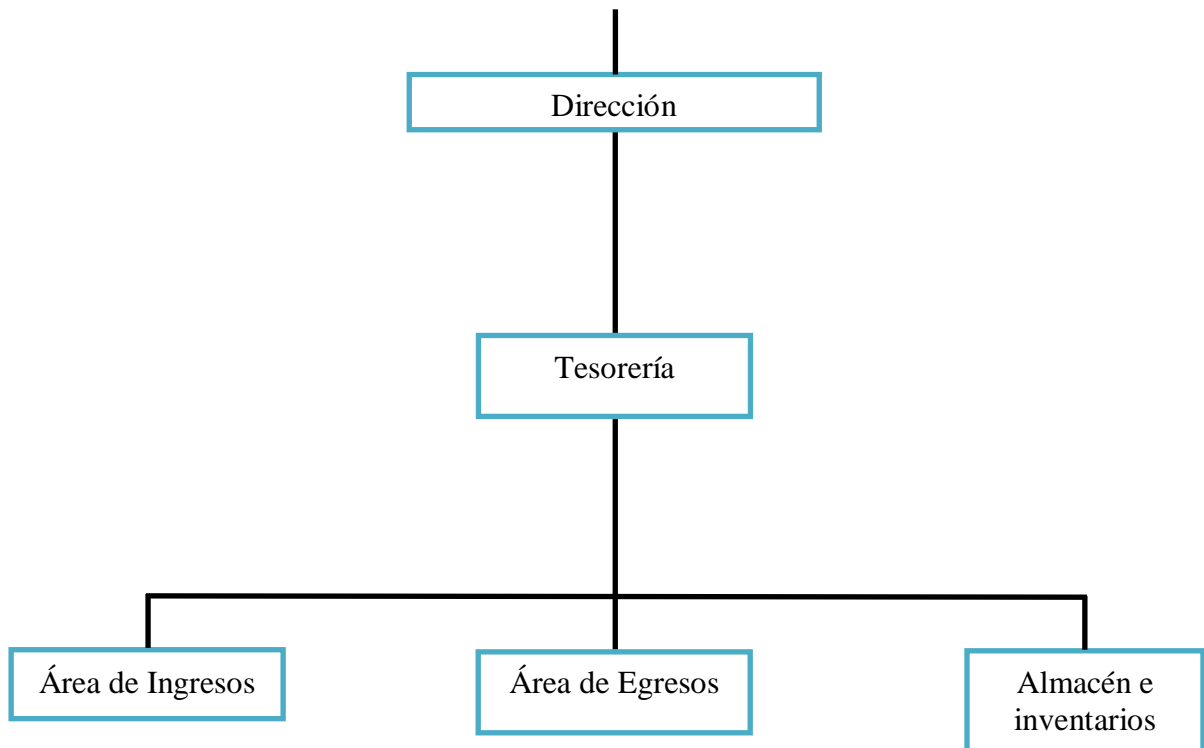 Dirección
Tesorería
Área de Ingresos
Área de Egresos
Almacén e
inventarios